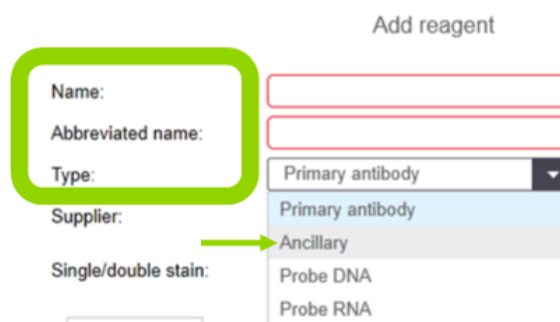 Add reagent
Name:
Abbreviated name:
Type: Primary antibody
Supplier: Primary antibody
Ancillary
Single/double stain: Probe DNA
Probe RNA